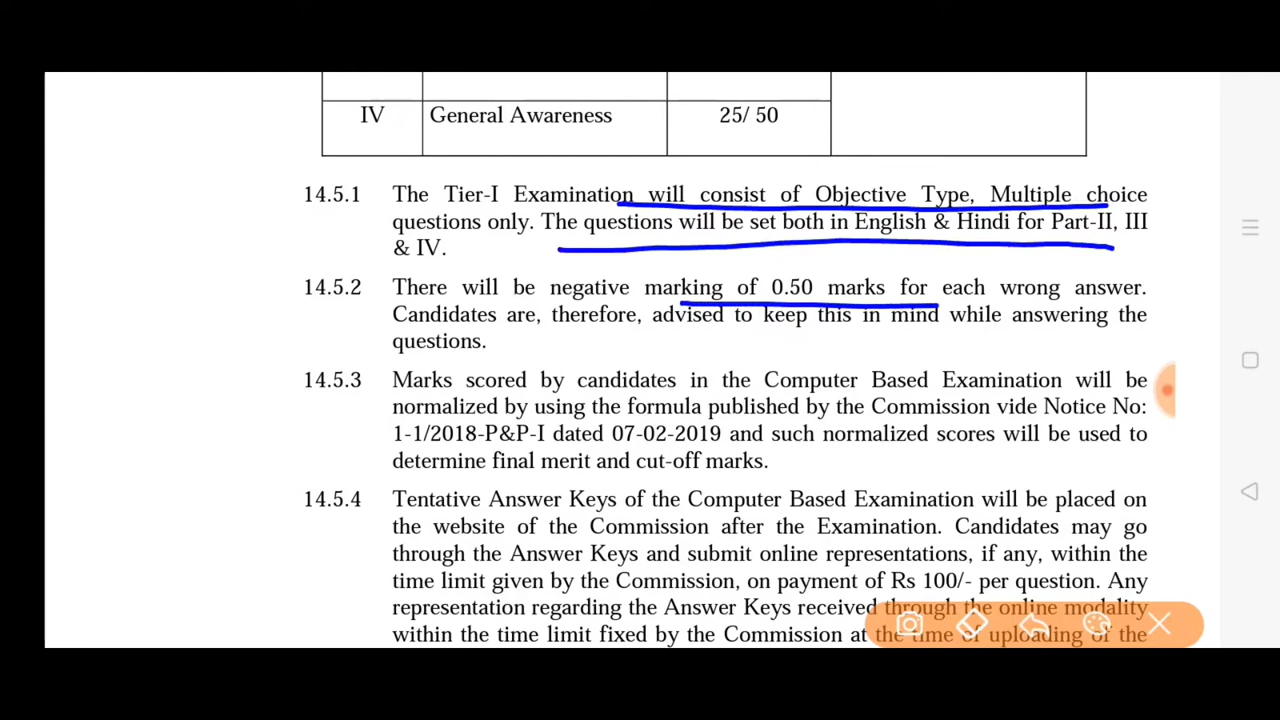 IV General Awareness 25/ 50
14.5.1 The Tier-I Examination will consist of Objective Type, Multiple choice
questions only. The questions will be set both in English & Hindi for Part-II, III
& IV.
14.5.2 There will be negative marking of 0.50 marks for each wrong answer.
Candidates are, therefore, advised to keep this in mind while answering the
questions.
14.5.3 Marks scored by candidates in the Computer Based Examination will be
normalized by using the formula published by the Commission vide Notice No:
1-1/2018-P&P-I dated 07-02-2019 and such normalized scores will be used to
determine final merit and cut-off marks.
14.5.4 Tentative Answer Keys of the Computer Based Examination will be placed on
the website of the Commission after the Examination. Candidates may go
through the Answer Keys and submit online representations, if any, within the
time limit given by the Commission, on payment of Rs 100/- per question. Any
representation regarding the Answer Keys received through the online modality
within the time limit fixed by the Commission at the time of uploading of the